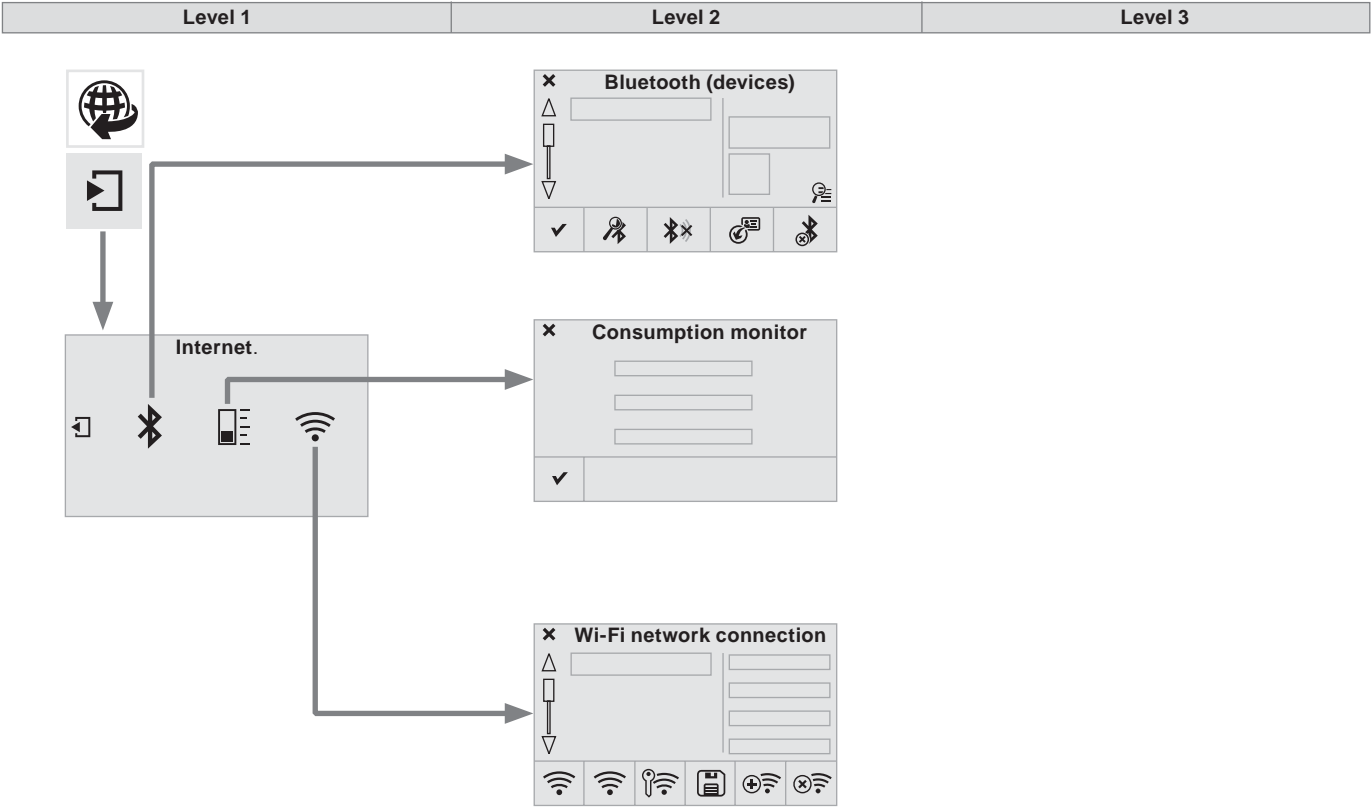 Level 1
Level 2
Level 3
Bluetooth (devices)
Internet.
Consumption monitor
Wi-Fi network connection